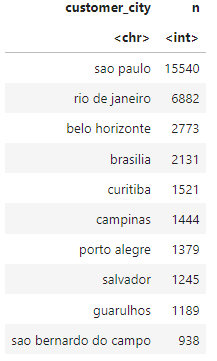 customer_city n
<chr> <int>
sao paulo 15540
rio de janeiro 6882
belo horizonte 2773
brasilia 2131
curitiba 1521
campinas 1444
porto alegre 1379
salvador 1245
guarulhos 1189
sao bernardo do campo 938